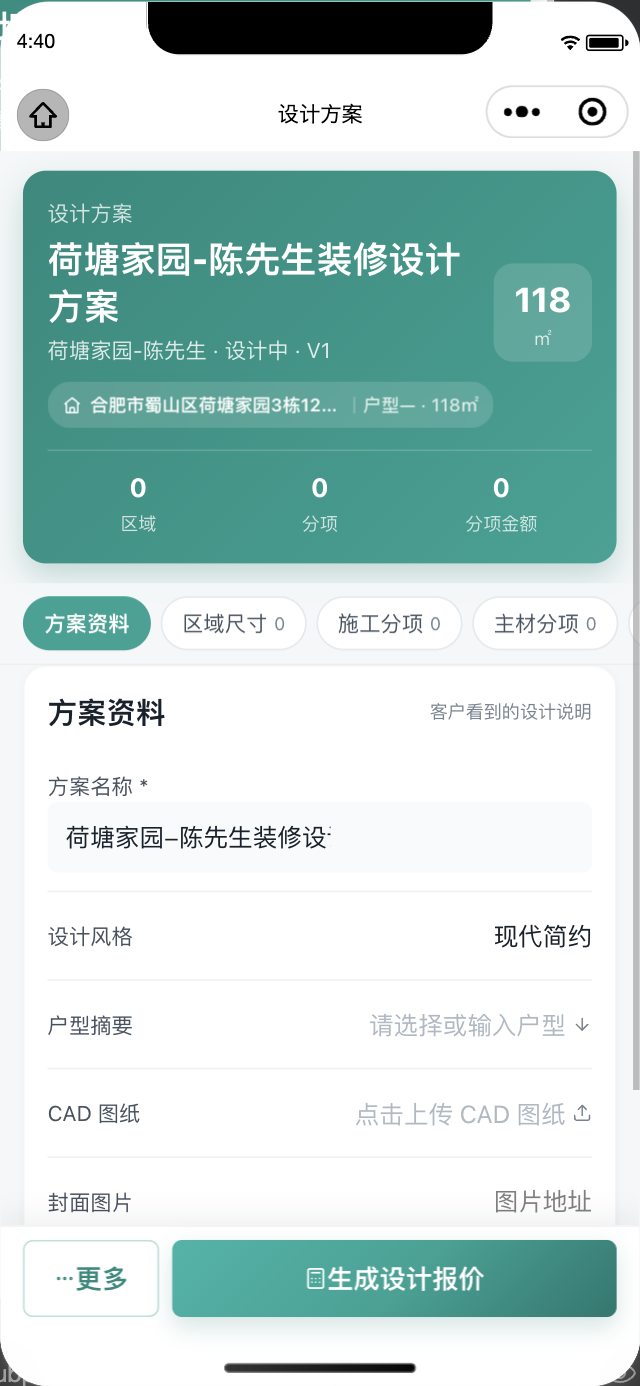 4:40
设计方案
设计方案
荷塘家园-陈先生装修设计
方案
118
㎡
荷塘家园-陈先生 · 设计中 · V1
合肥市蜀山区荷塘家园3栋12... | 户型— · 118㎡
0 0 0
区域 分项 分项金额
方案资料 区域尺寸 0 施工分项 0 主材分项 0
方案资料 客户看到的设计说明
方案名称 *
荷塘家园–陈先生装修设
设计风格 现代简约
户型摘要 请选择或输入户型
CAD 图纸 点击上传 CAD 图纸
封面图片 图片地址
···更多 生成设计报价